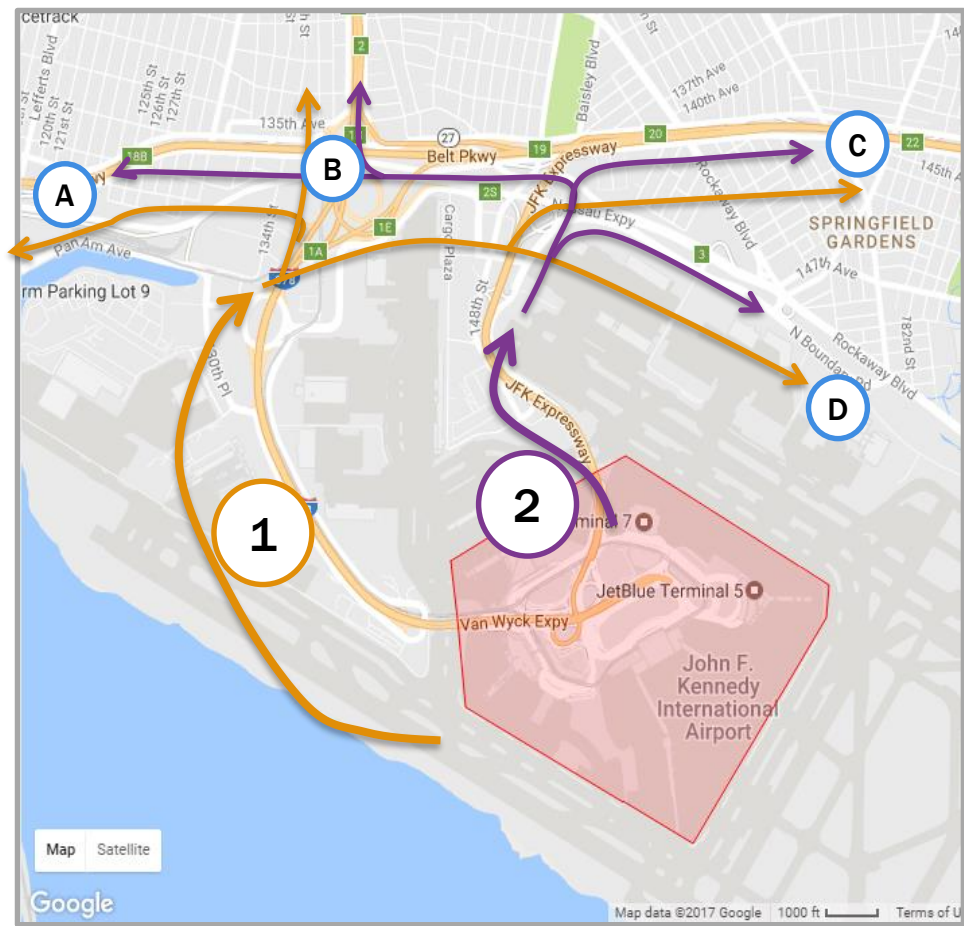 cetrack
Lefferts Blvd
120th St
121st St
125th St
126th St
127th St
135th Ave
2
18B
27
Belt Pkwy
19
20
22
Baisley Blvd
137th Ave
140th Ave
JFK Expressway
A
B
C
145th A
Rockaway Blvd
2S
Nassau Expy
SPRINGFIELD
GARDENS
134th St
1A
1E
Cargo Plaza
Pan Am Ave
3
147th Ave
rm Parking Lot 9
148th St
130th Pl
N Boundary Rd
Rockaway Blvd
182nd St
D
JFK Expressway
1
2
minal 7
JetBlue Terminal 5
Van Wyck Expy
John F.
Kennedy
International
Airport
Map
Satellite
Google
Map data ©2017 Google
1000 ft
Terms of U